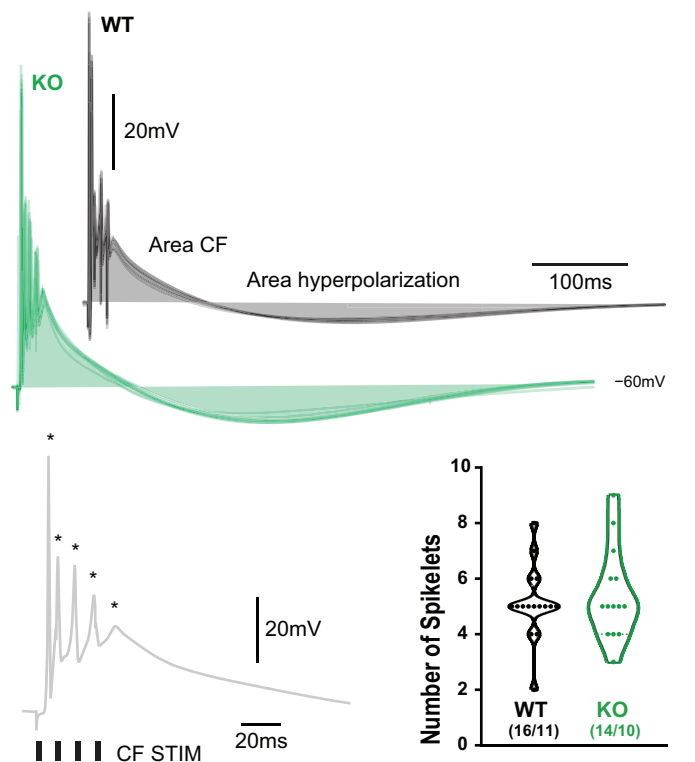 WT
KO
20mV
Area CF
Area hyperpolarization
100ms
−60mV
*
*
*
*
*
20mV
20ms
CF STIM
Number of Spikelets
10
8
6
4
2
0
WT
(16/11)
KO
(14/10)